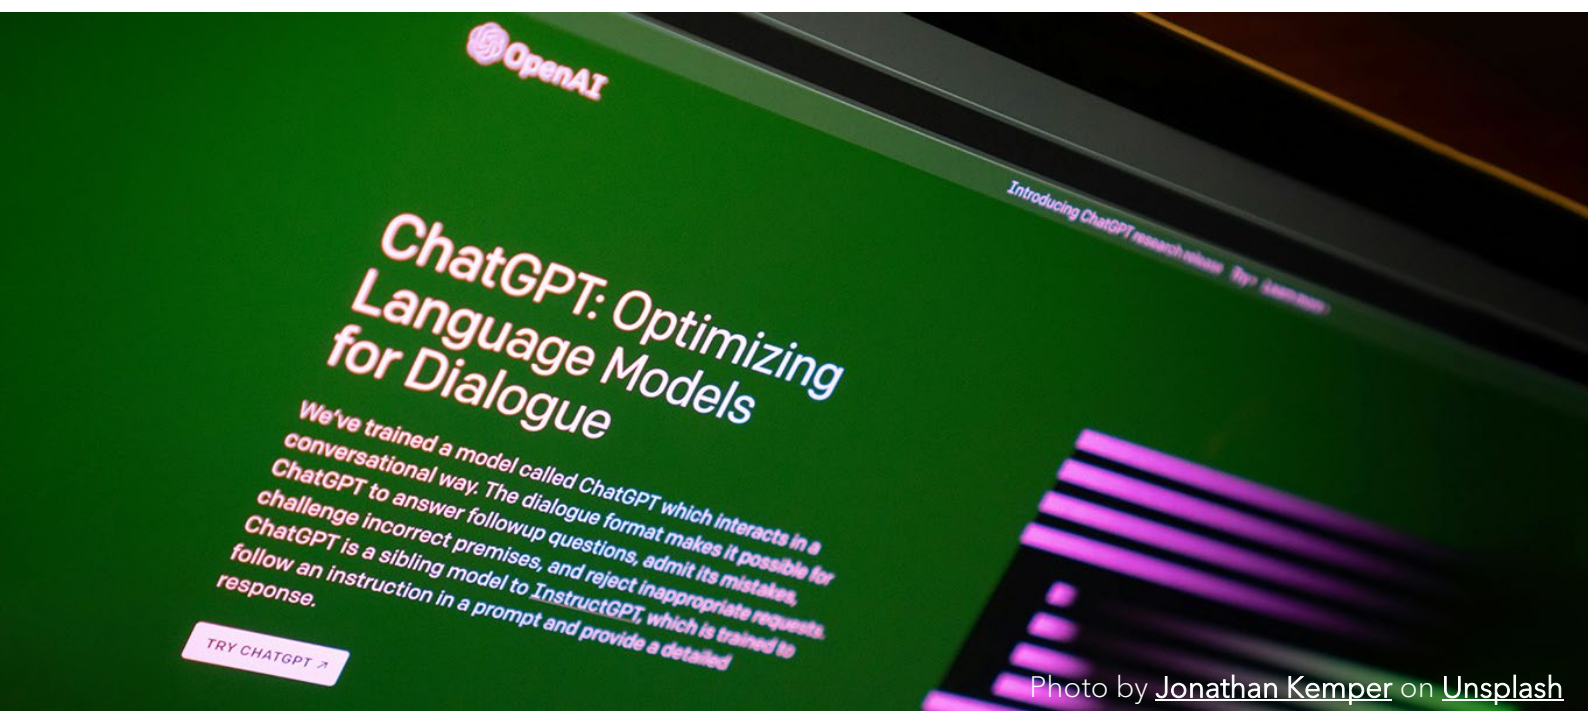 OpenAI
Introducing ChatGPT research release Try › Learn more ›
ChatGPT: Optimizing
Language Models
for Dialogue
We've trained a model called ChatGPT which interacts in a
conversational way. The dialogue format makes it possible for
ChatGPT to answer followup questions, admit its mistakes,
challenge incorrect premises, and reject inappropriate requests.
ChatGPT is a sibling model to InstructGPT, which is trained to
follow an instruction in a prompt and provide a detailed
response.
TRY CHATGPT ↗
Photo by Jonathan Kemper on Unsplash